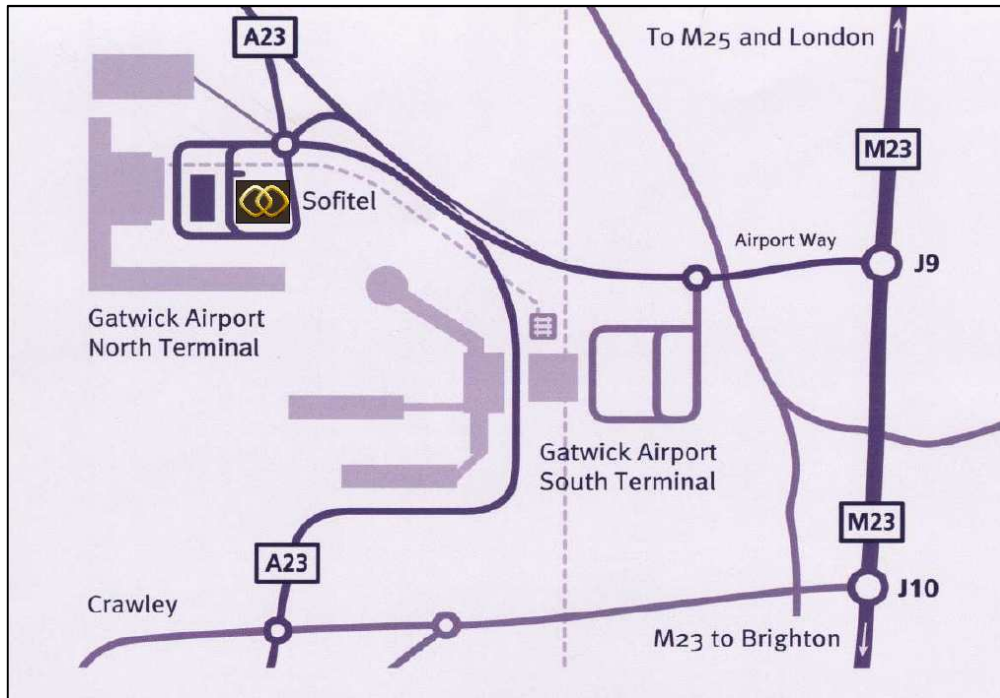 A23
To M25 and London
M23
Sofitel
Airport Way
J9
Gatwick Airport
North Terminal
Gatwick Airport
South Terminal
M23
A23
J10
Crawley
M23 to Brighton